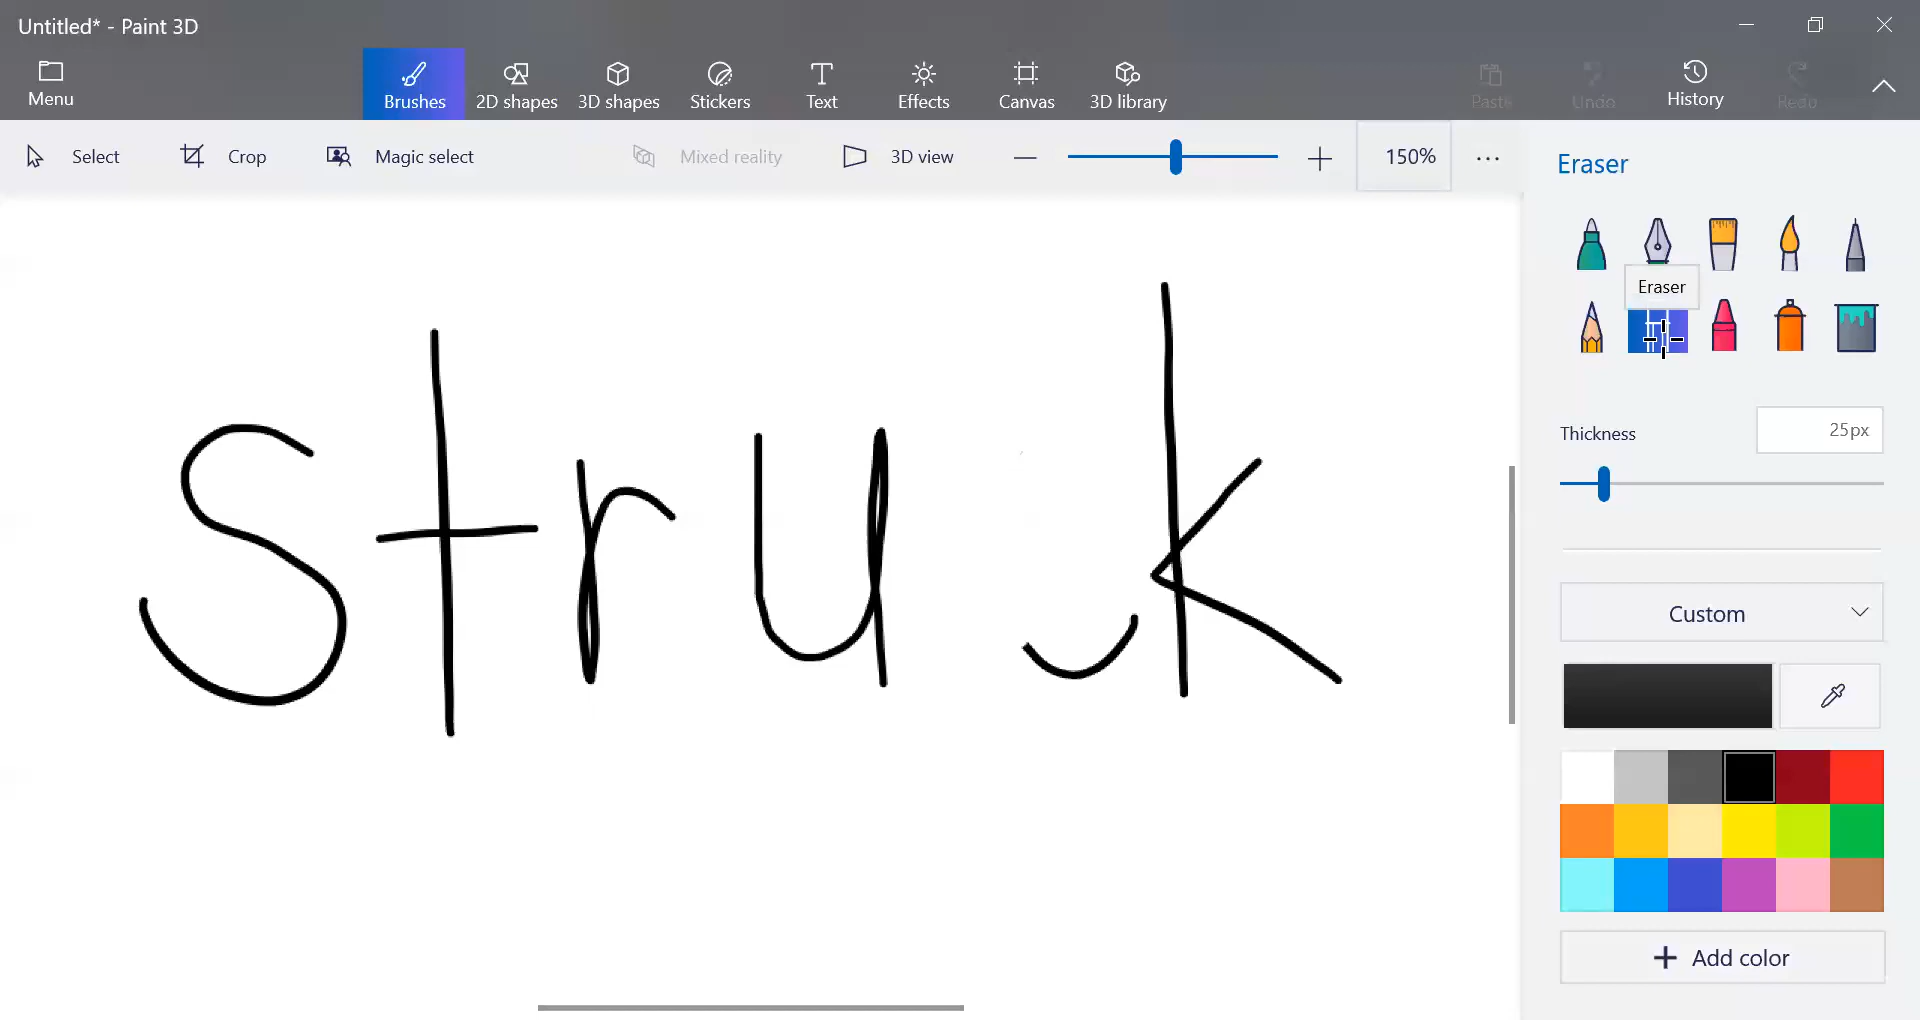 Untitled* - Paint 3D
Menu
Brushes 2D shapes 3D shapes Stickers Text Effects Canvas 3D library Paste Undo History Redo
Select Crop Magic select Mixed reality 3D view 150%
Eraser
Eraser
Thickness 25px
Custom
Add color
stru k